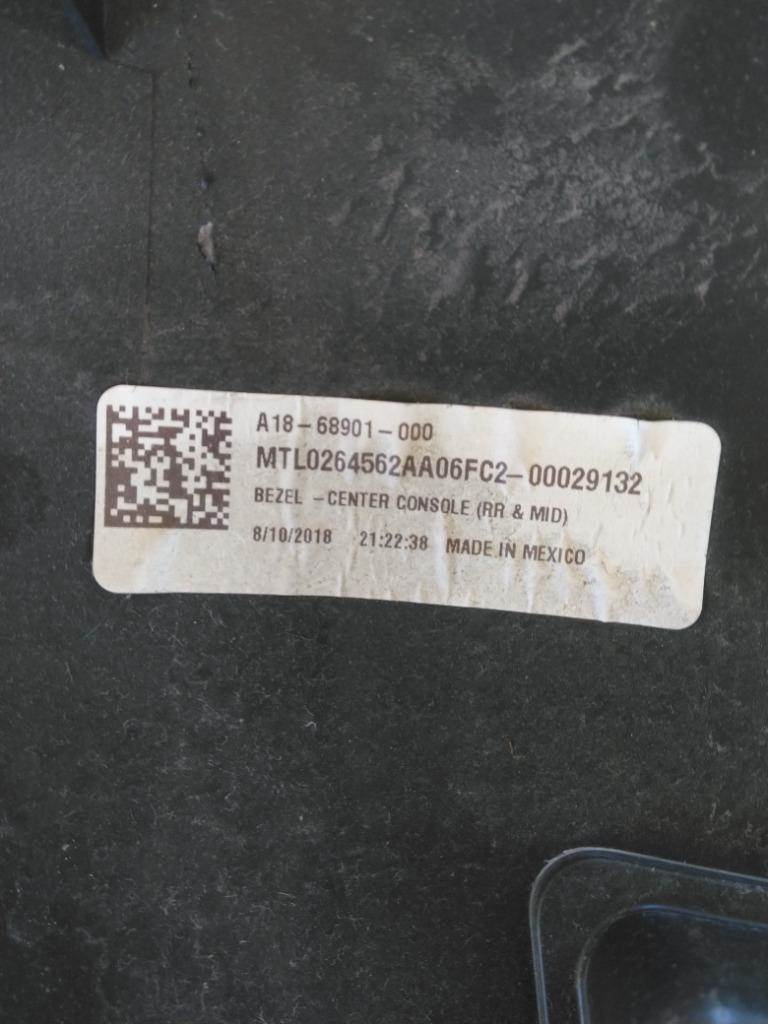 A18-68901-000
MTL0264562AA06FC2-00029132
BEZEL -CENTER CONSOLE (RR & MID)
8/10/2018 21:22:38 MADE IN MEXICO